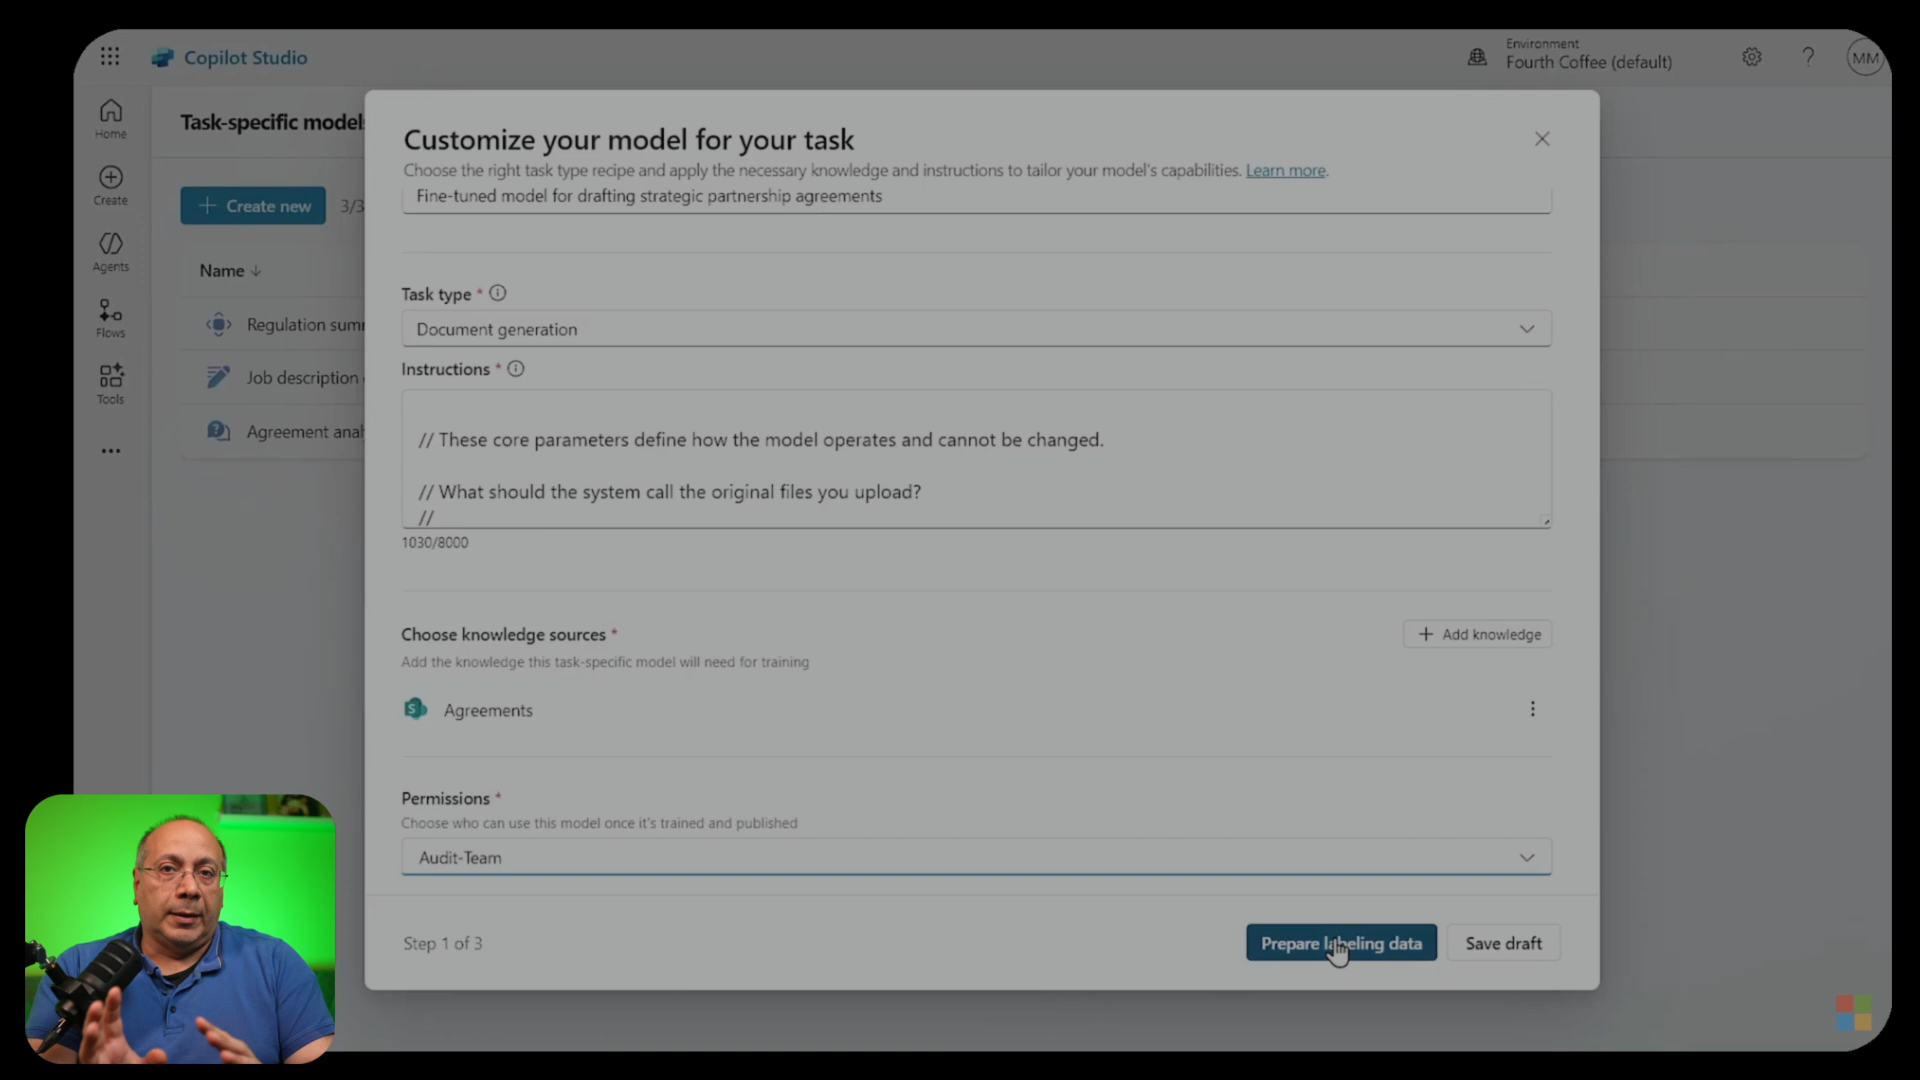 Copilot Studio
Environment
Fourth Coffee (default)
?
MM
Home
Create
Agents
Flows
Tools
Task-specific models
+ Create new
3/3
Name ↓
Regulation sum
Job description
Agreement anal
Customize your model for your task
Choose the right task type recipe and apply the necessary knowledge and instructions to tailor your model's capabilities. Learn more.
Fine-tuned model for drafting strategic partnership agreements
Task type *
Document generation
Instructions *
// These core parameters define how the model operates and cannot be changed.
// What should the system call the original files you upload?
//
1030/8000
Choose knowledge sources *
+ Add knowledge
Add the knowledge this task-specific model will need for training
S
Agreements
Permissions *
Choose who can use this model once it's trained and published
Audit-Team
Step 1 of 3
Prepare labeling data
Save draft